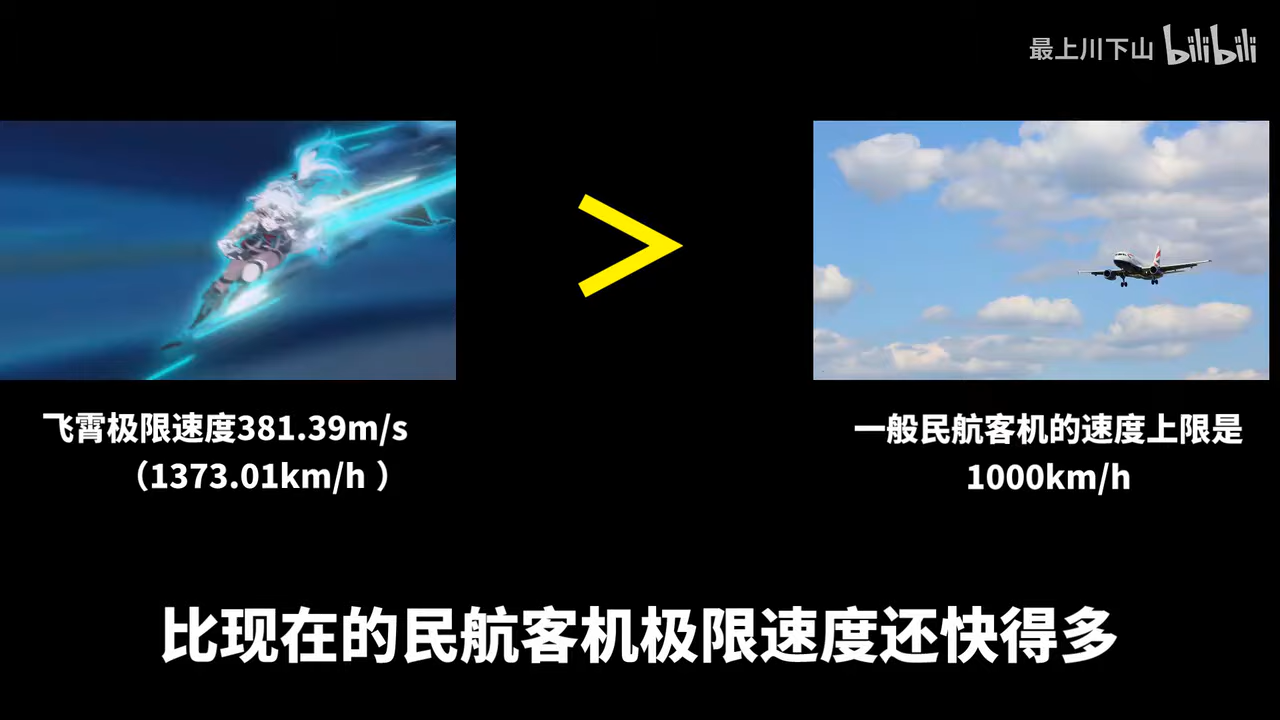 最上川下山 bilibili
>
飞霄极限速度381.39m/s
（1373.01km/h ）
一般民航客机的速度上限是
1000km/h
比现在的民航客机极限速度还快得多